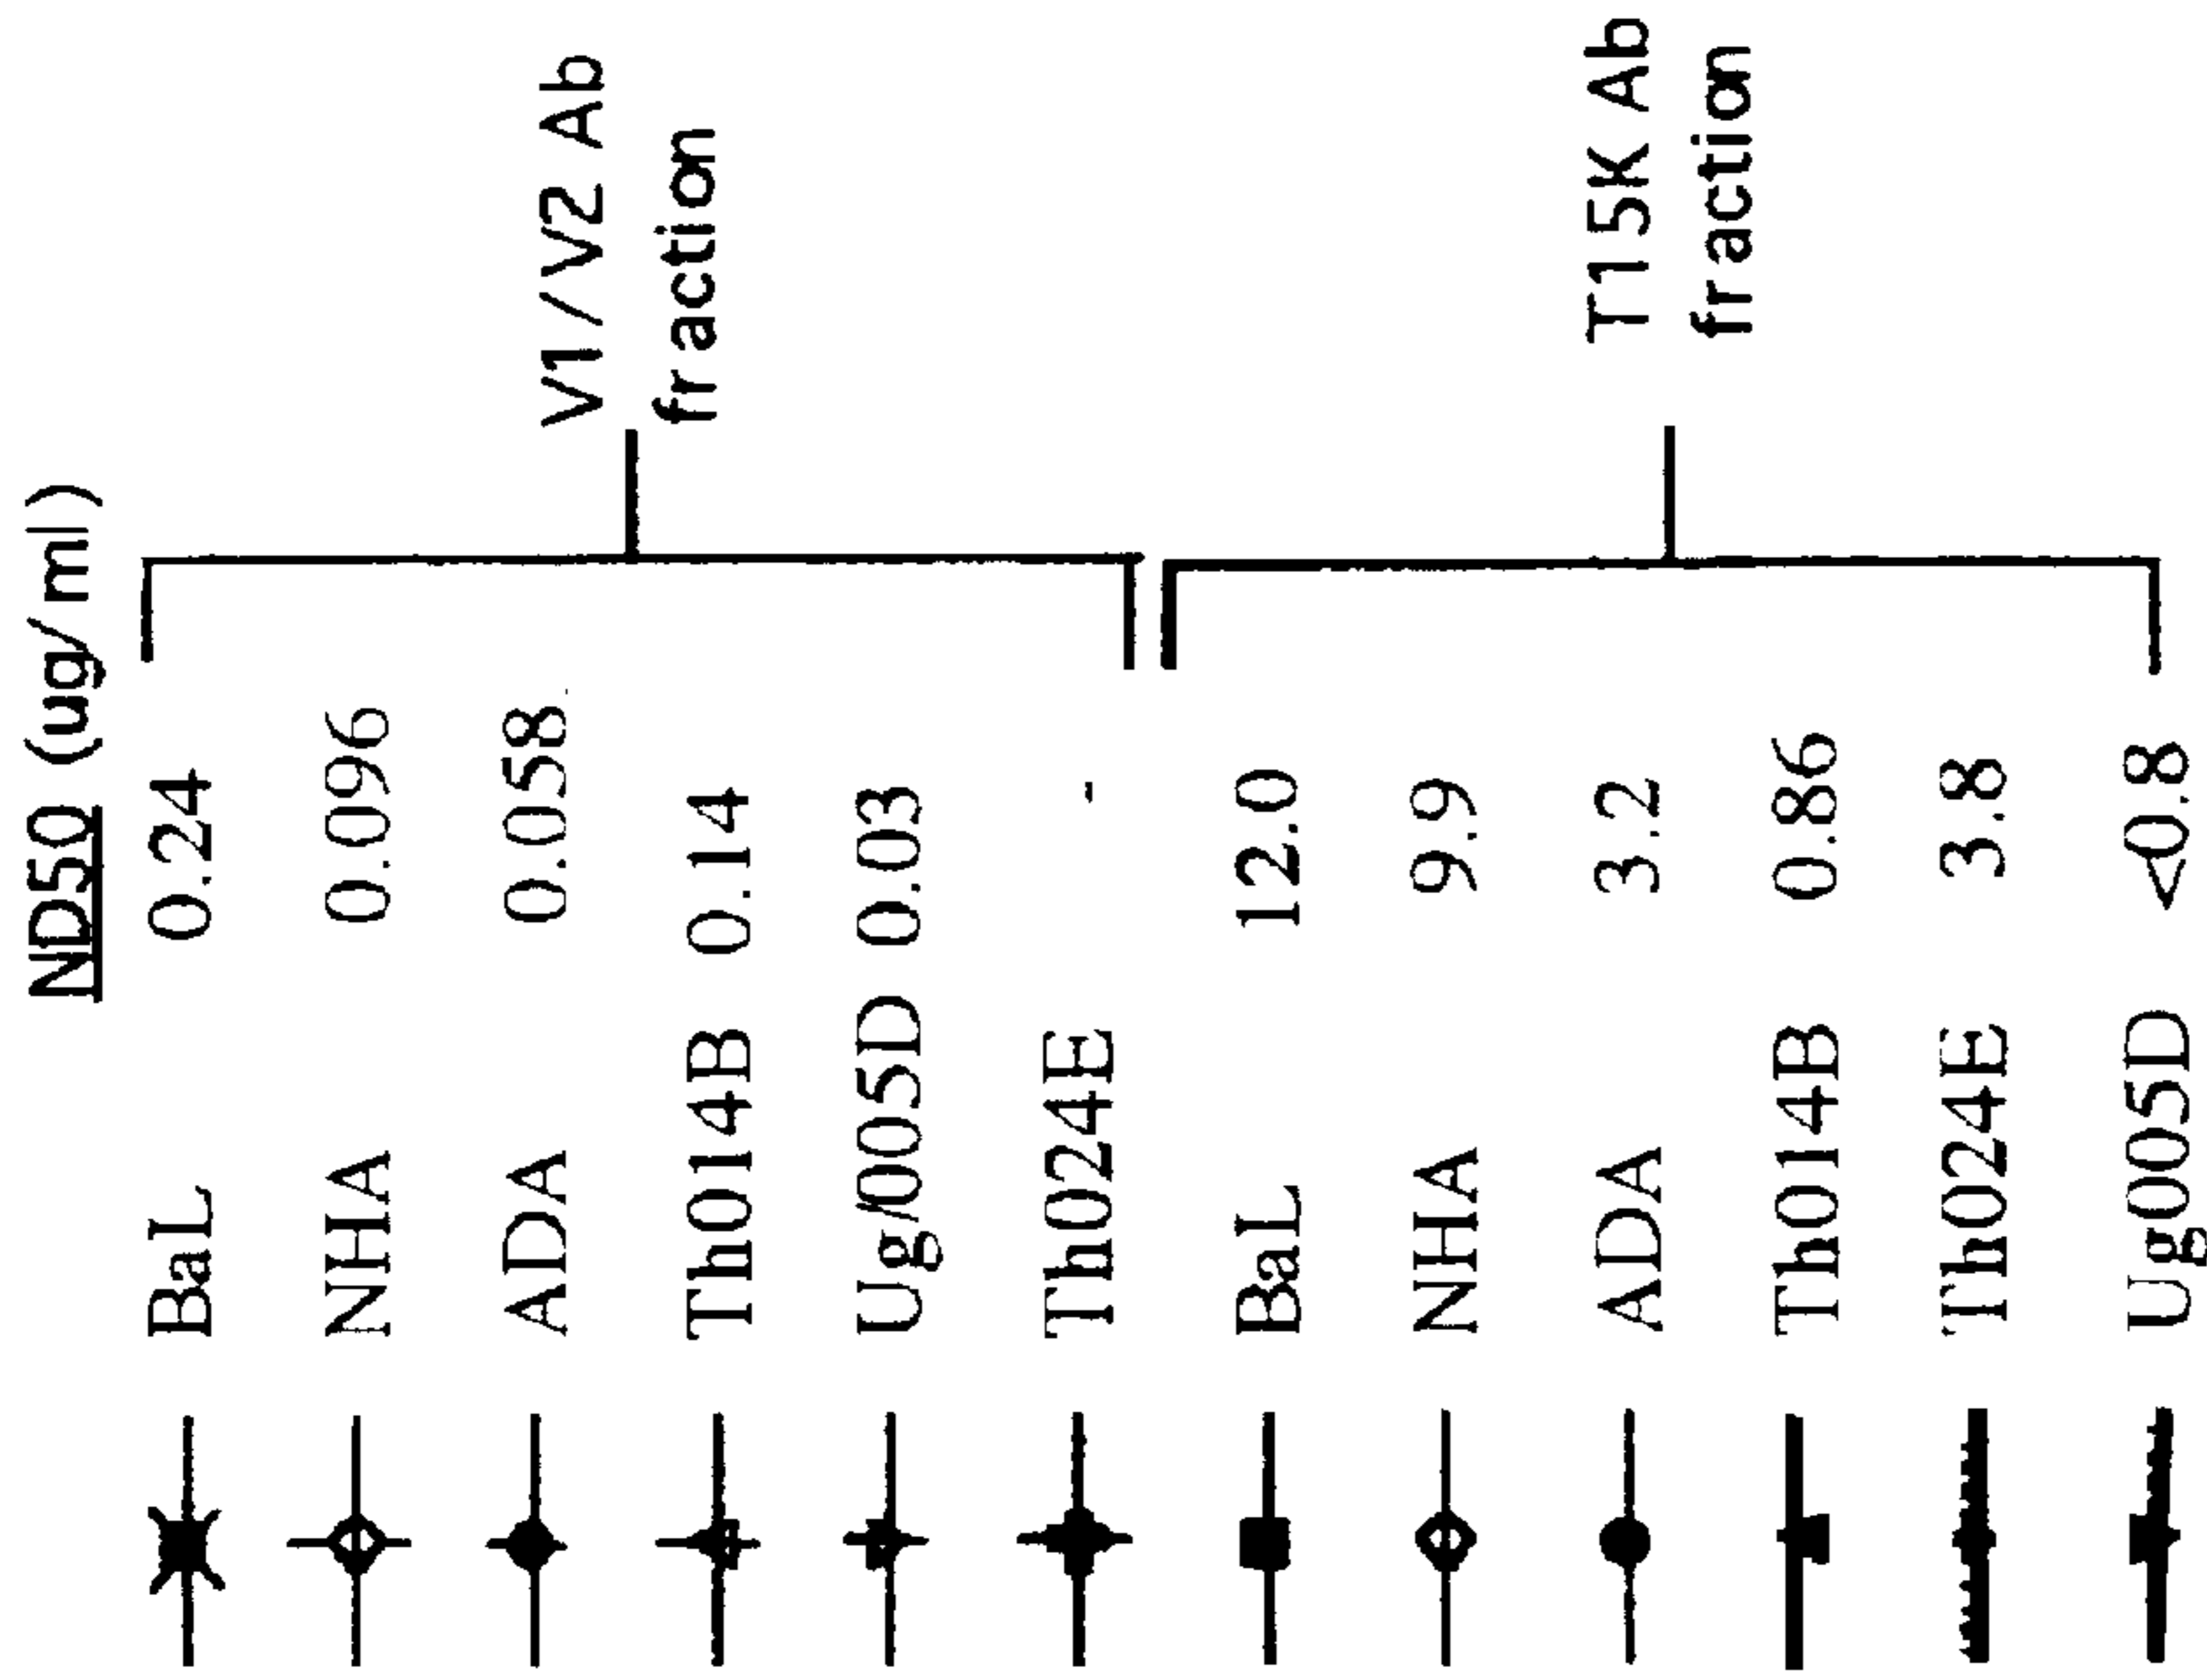 ND50 (ug/ml)
BaL 0.24
NHA 0.096
ADA 0.058
Th014B 0.14
Ug/005D 0.03
Th024E -
V1/V2 Ab
fraction
BaL 12.0
NHA 9.9
ADA 3.2
Th014B 0.86
Th024E 3.8
Ug005D <0.8
T15K Ab
fraction